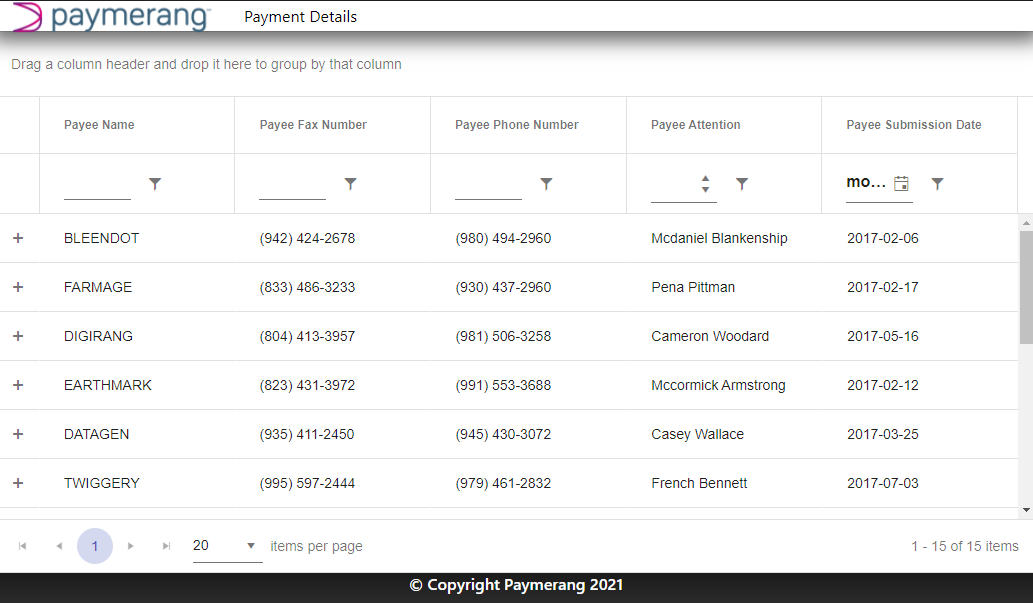 paymerang Payment Details
Drag a column header and drop it here to group by that column
Payee Name Payee Fax Number Payee Phone Number Payee Attention Payee Submission Date
mo...
+ BLEENDOT (942) 424-2678 (980) 494-2960 Mcdaniel Blankenship 2017-02-06
+ FARMAGE (833) 486-3233 (930) 437-2960 Pena Pittman 2017-02-17
+ DIGIRANG (804) 413-3957 (981) 506-3258 Cameron Woodard 2017-05-16
+ EARTHMARK (823) 431-3972 (991) 553-3688 Mccormick Armstrong 2017-02-12
+ DATAGEN (935) 411-2450 (945) 430-3072 Casey Wallace 2017-03-25
+ TWIGGERY (995) 597-2444 (979) 461-2832 French Bennett 2017-07-03
1 20 items per page 1 - 15 of 15 items
© Copyright Paymerang 2021